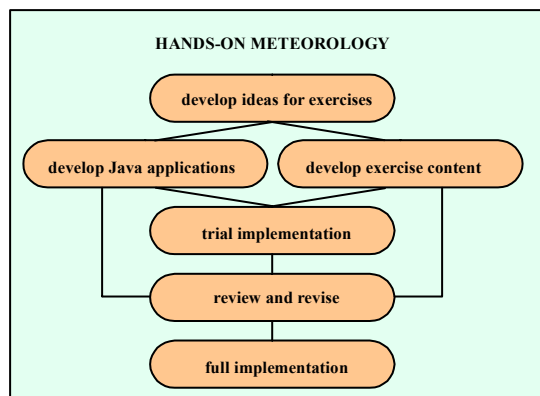 HANDS-ON METEOROLOGY
develop ideas for exercises
develop Java applications
develop exercise content
trial implementation
review and revise
full implementation